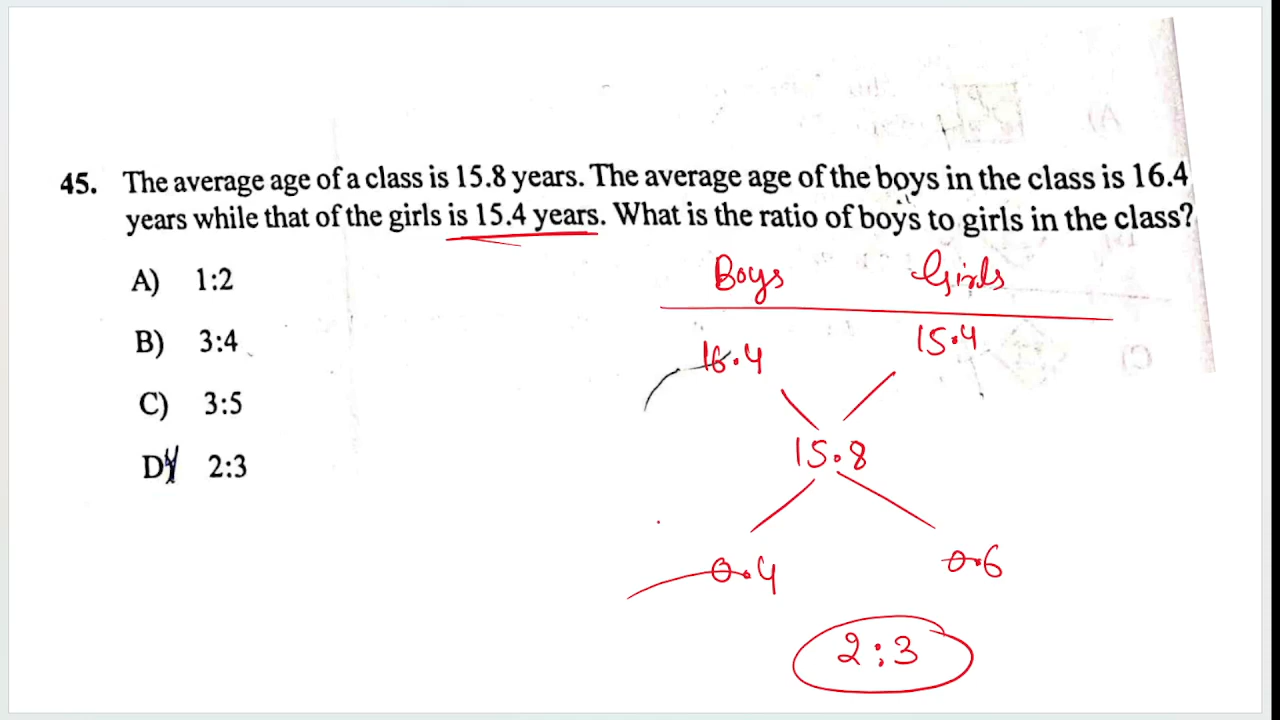 45. The average age of a class is 15.8 years. The average age of the boys in the class is 16.4
years while that of the girls is 15.4 years. What is the ratio of boys to girls in the class?
A) 1:2
B) 3:4
C) 3:5
D) 2:3
Boys Girls
16.4 15.4
15.8
0.4 0.6
2:3